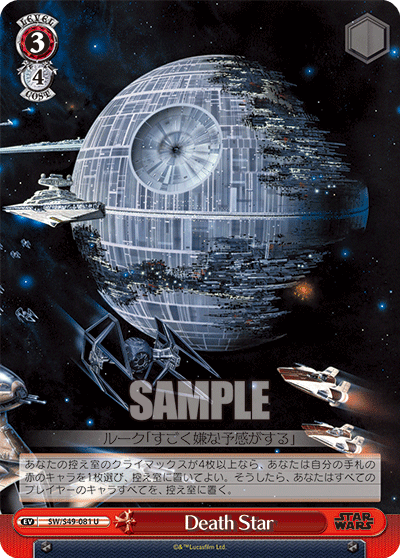 LEVEL
3
4
COST
SAMPLE
ルーク「すごく嫌な予感がする」
あなたの控え室のクライマックスが4枚以上なら、あなたは自分の手札の
赤のキャラを1枚選び、控え室に置いてよい。そうしたら、あなたはすべての
プレイヤーのキャラすべてを、控え室に置く。
EV
SW/S49-081 U
Death Star
STAR
WARS
©&™Lucasfilm Ltd.